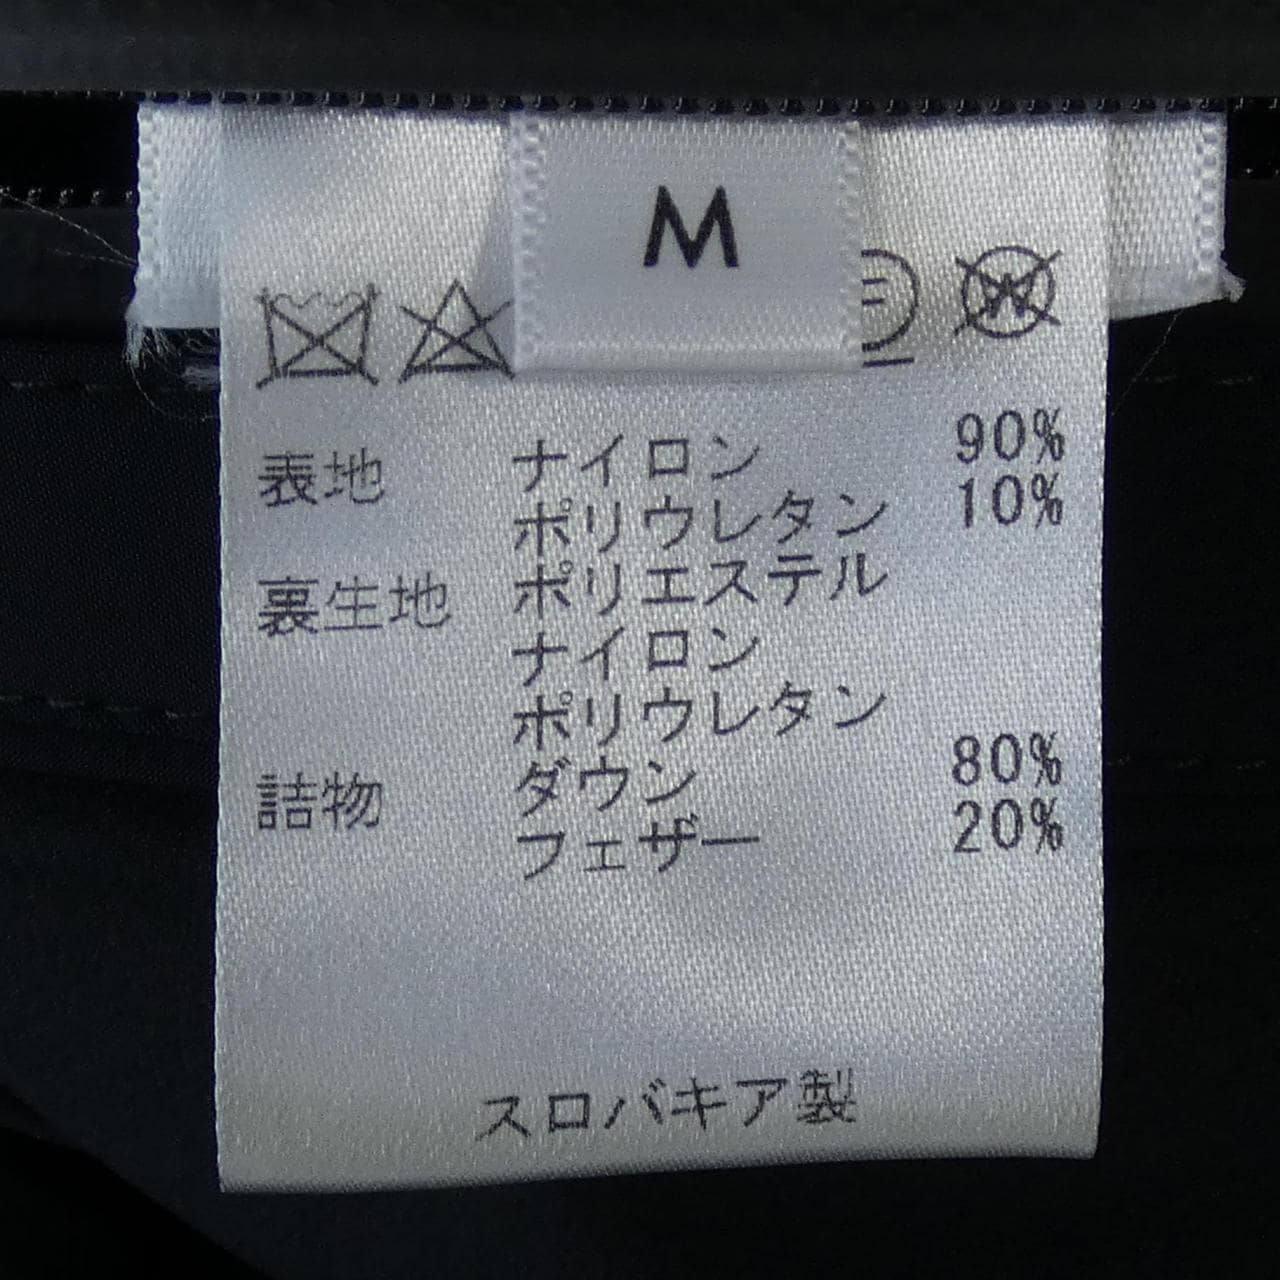 M
表地 ナイロン 90%
ポリウレタン 10%
裏生地 ポリエステル
ナイロン
ポリウレタン
詰物 ダウン 80%
フェザー 20%
スロバキア製